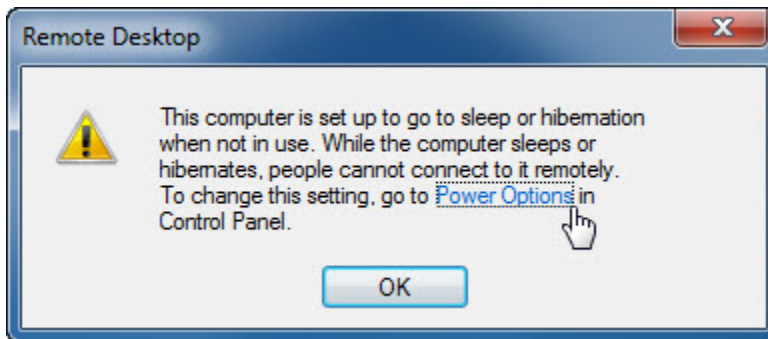 Remote Desktop
This computer is set up to go to sleep or hibernation
when not in use. While the computer sleeps or
hibernates, people cannot connect to it remotely.
To change this setting, go to Power Options in
Control Panel.
OK